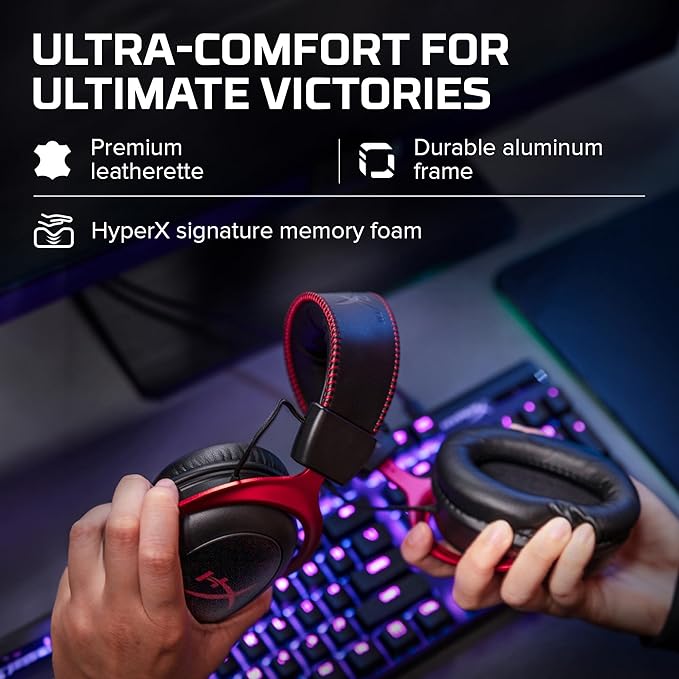 ULTRA-COMFORT FOR
ULTIMATE VICTORIES
Premium
leatherette
Durable aluminum
frame
HyperX signature memory foam